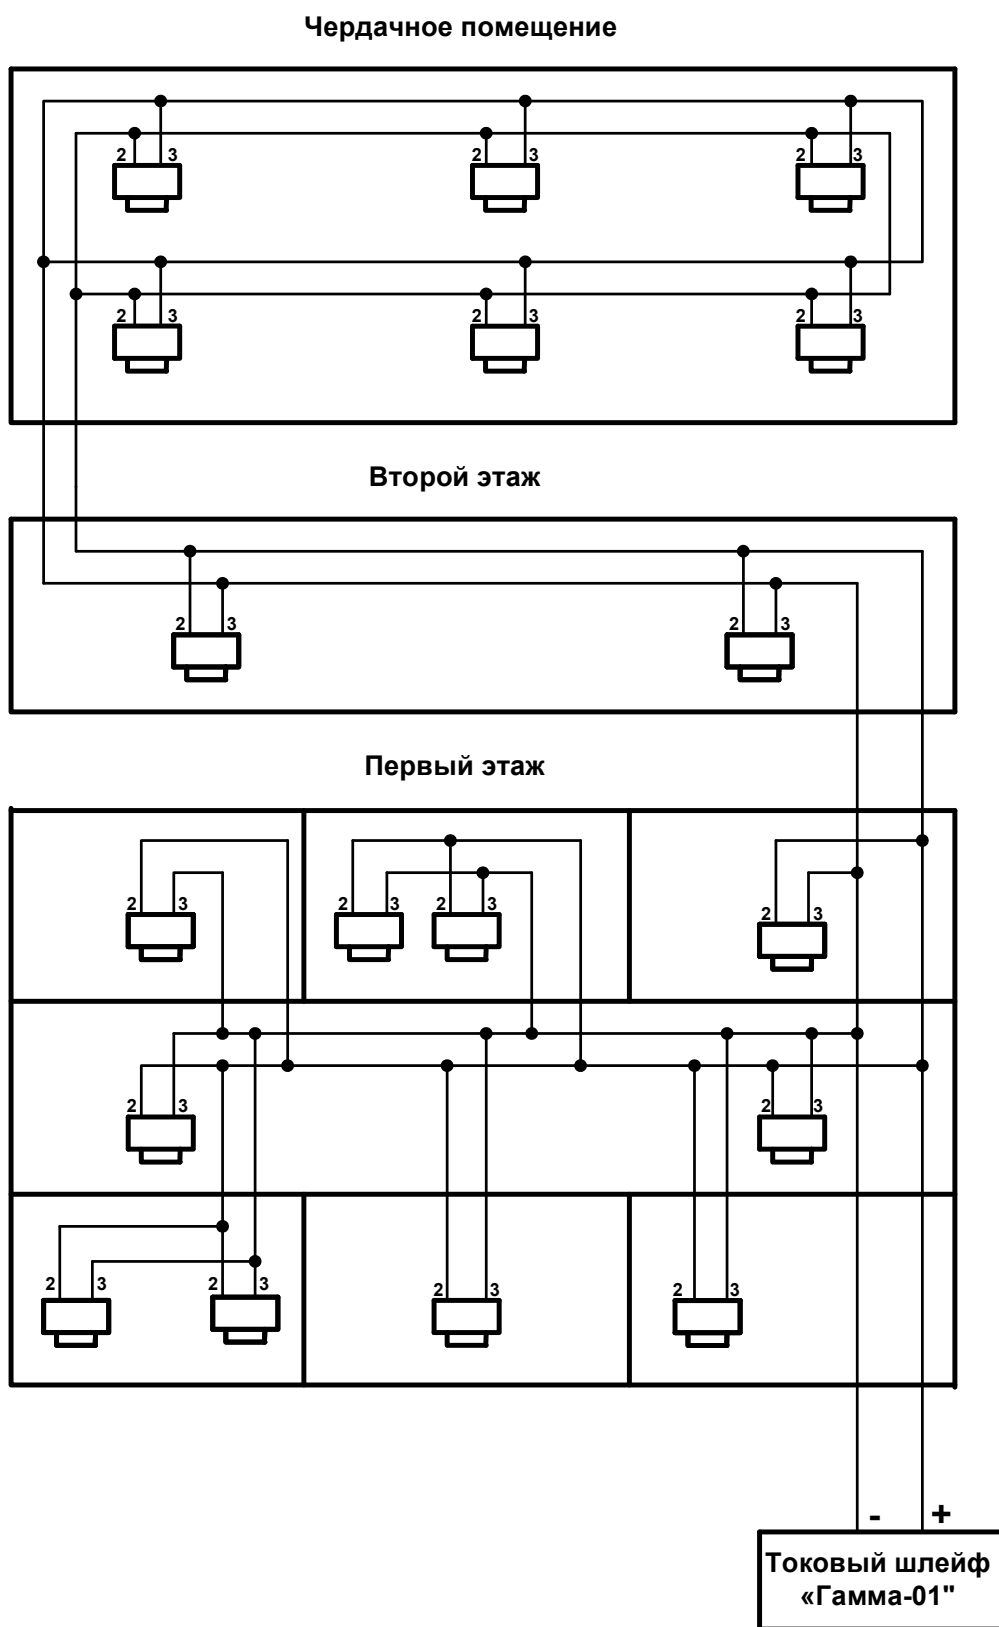 Чердачное помещение
2 3 2 3 2 3
2 3 2 3 2 3
Второй этаж
2 3 2 3
Первый этаж
2 3 2 3 2 3 2 3
2 3 2 3
2 3 2 3 2 3 2 3
- +
Токовый шлейф
«Гамма-01"